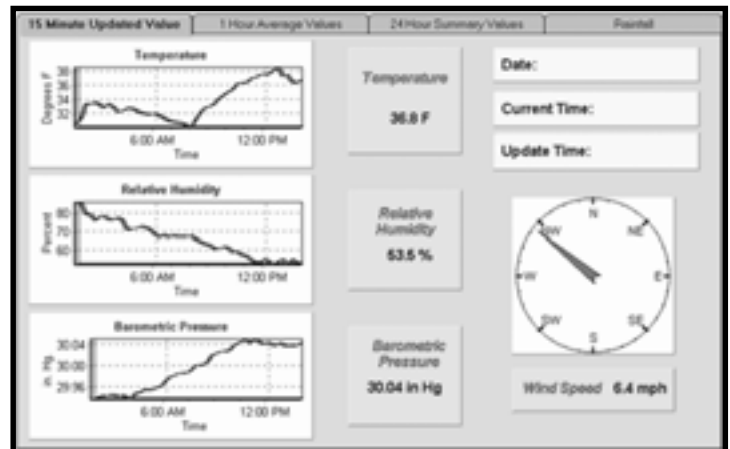 15 Minute Updated Value
1 Hour Average Values
24 Hour Summary Values
Rainfall
Temperature
Degrees F
38
36
34
32
6:00 AM 12:00 PM
Time
Temperature
36.8 F
Date:
Current Time:
Update Time:
Relative Humidity
Percent
80
70
60
6:00 AM 12:00 PM
Time
Relative
Humidity
53.5 %
N
NW NE
W E
SW SE
S
Barometric Pressure
in. Hg
30.04
30.00
29.96
6:00 AM 12:00 PM
Time
Barometric
Pressure
30.04 in Hg
Wind Speed 6.4 mph